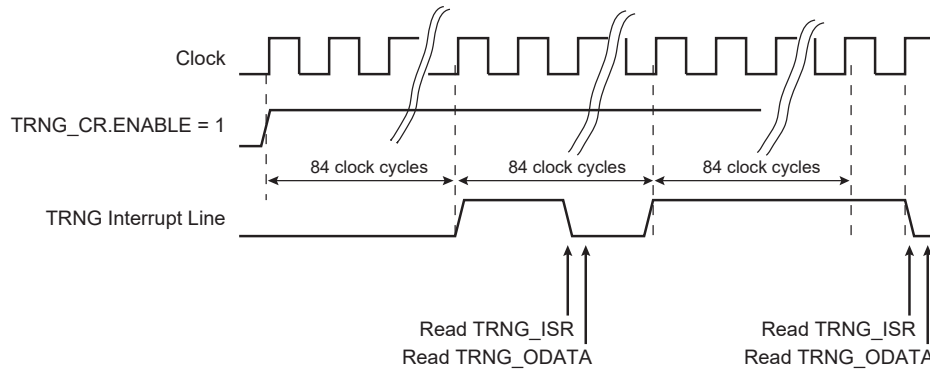 Clock
TRNG_CR.ENABLE = 1
84 clock cycles 84 clock cycles 84 clock cycles
TRNG Interrupt Line
Read TRNG_ISR Read TRNG_ISR
Read TRNG_ODATA Read TRNG_ODATA